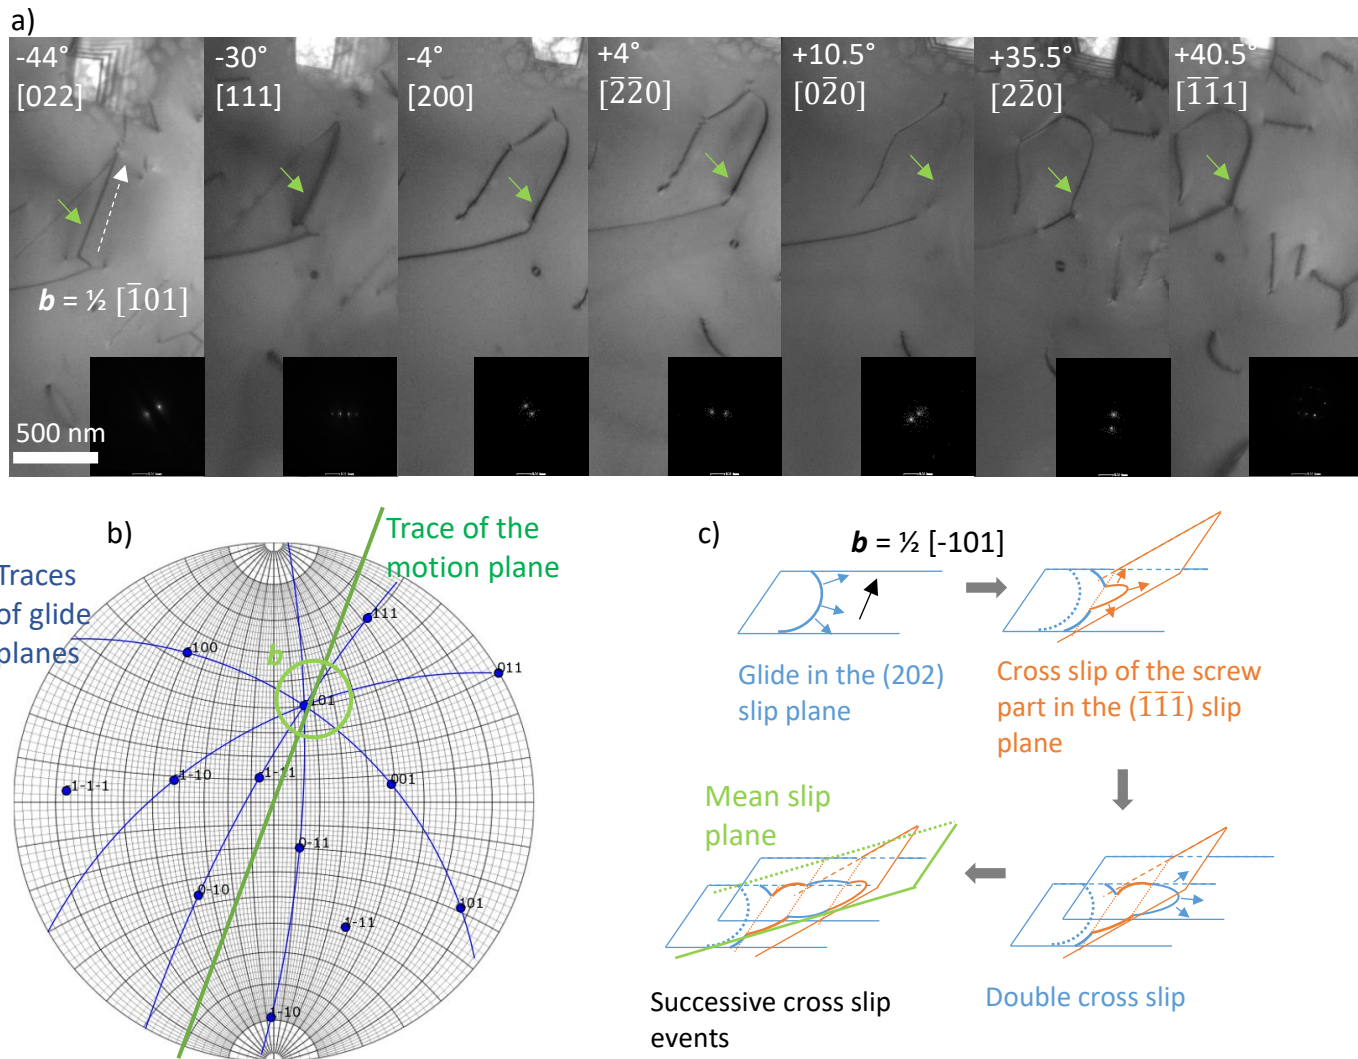 a)
-44°
[022]
-30°
[111]
-4°
[200]
+4°
[2̅2̅0]
+10.5°
[02̅0]
+35.5°
[22̅0]
+40.5°
[1̅1̅1]
b = ½ [1̅01]
500 nm
b)
Trace of the
motion plane
Traces
of glide
planes
b
111
100
011
101
1-10
1-11
001
1-1-1
0-11
0-10
101
1-11
1-10
c)
b = ½ [-101]
Glide in the (202)
slip plane
Cross slip of the screw
part in the (1̅1̅1̅) slip
plane
Mean slip
plane
Successive cross slip
events
Double cross slip